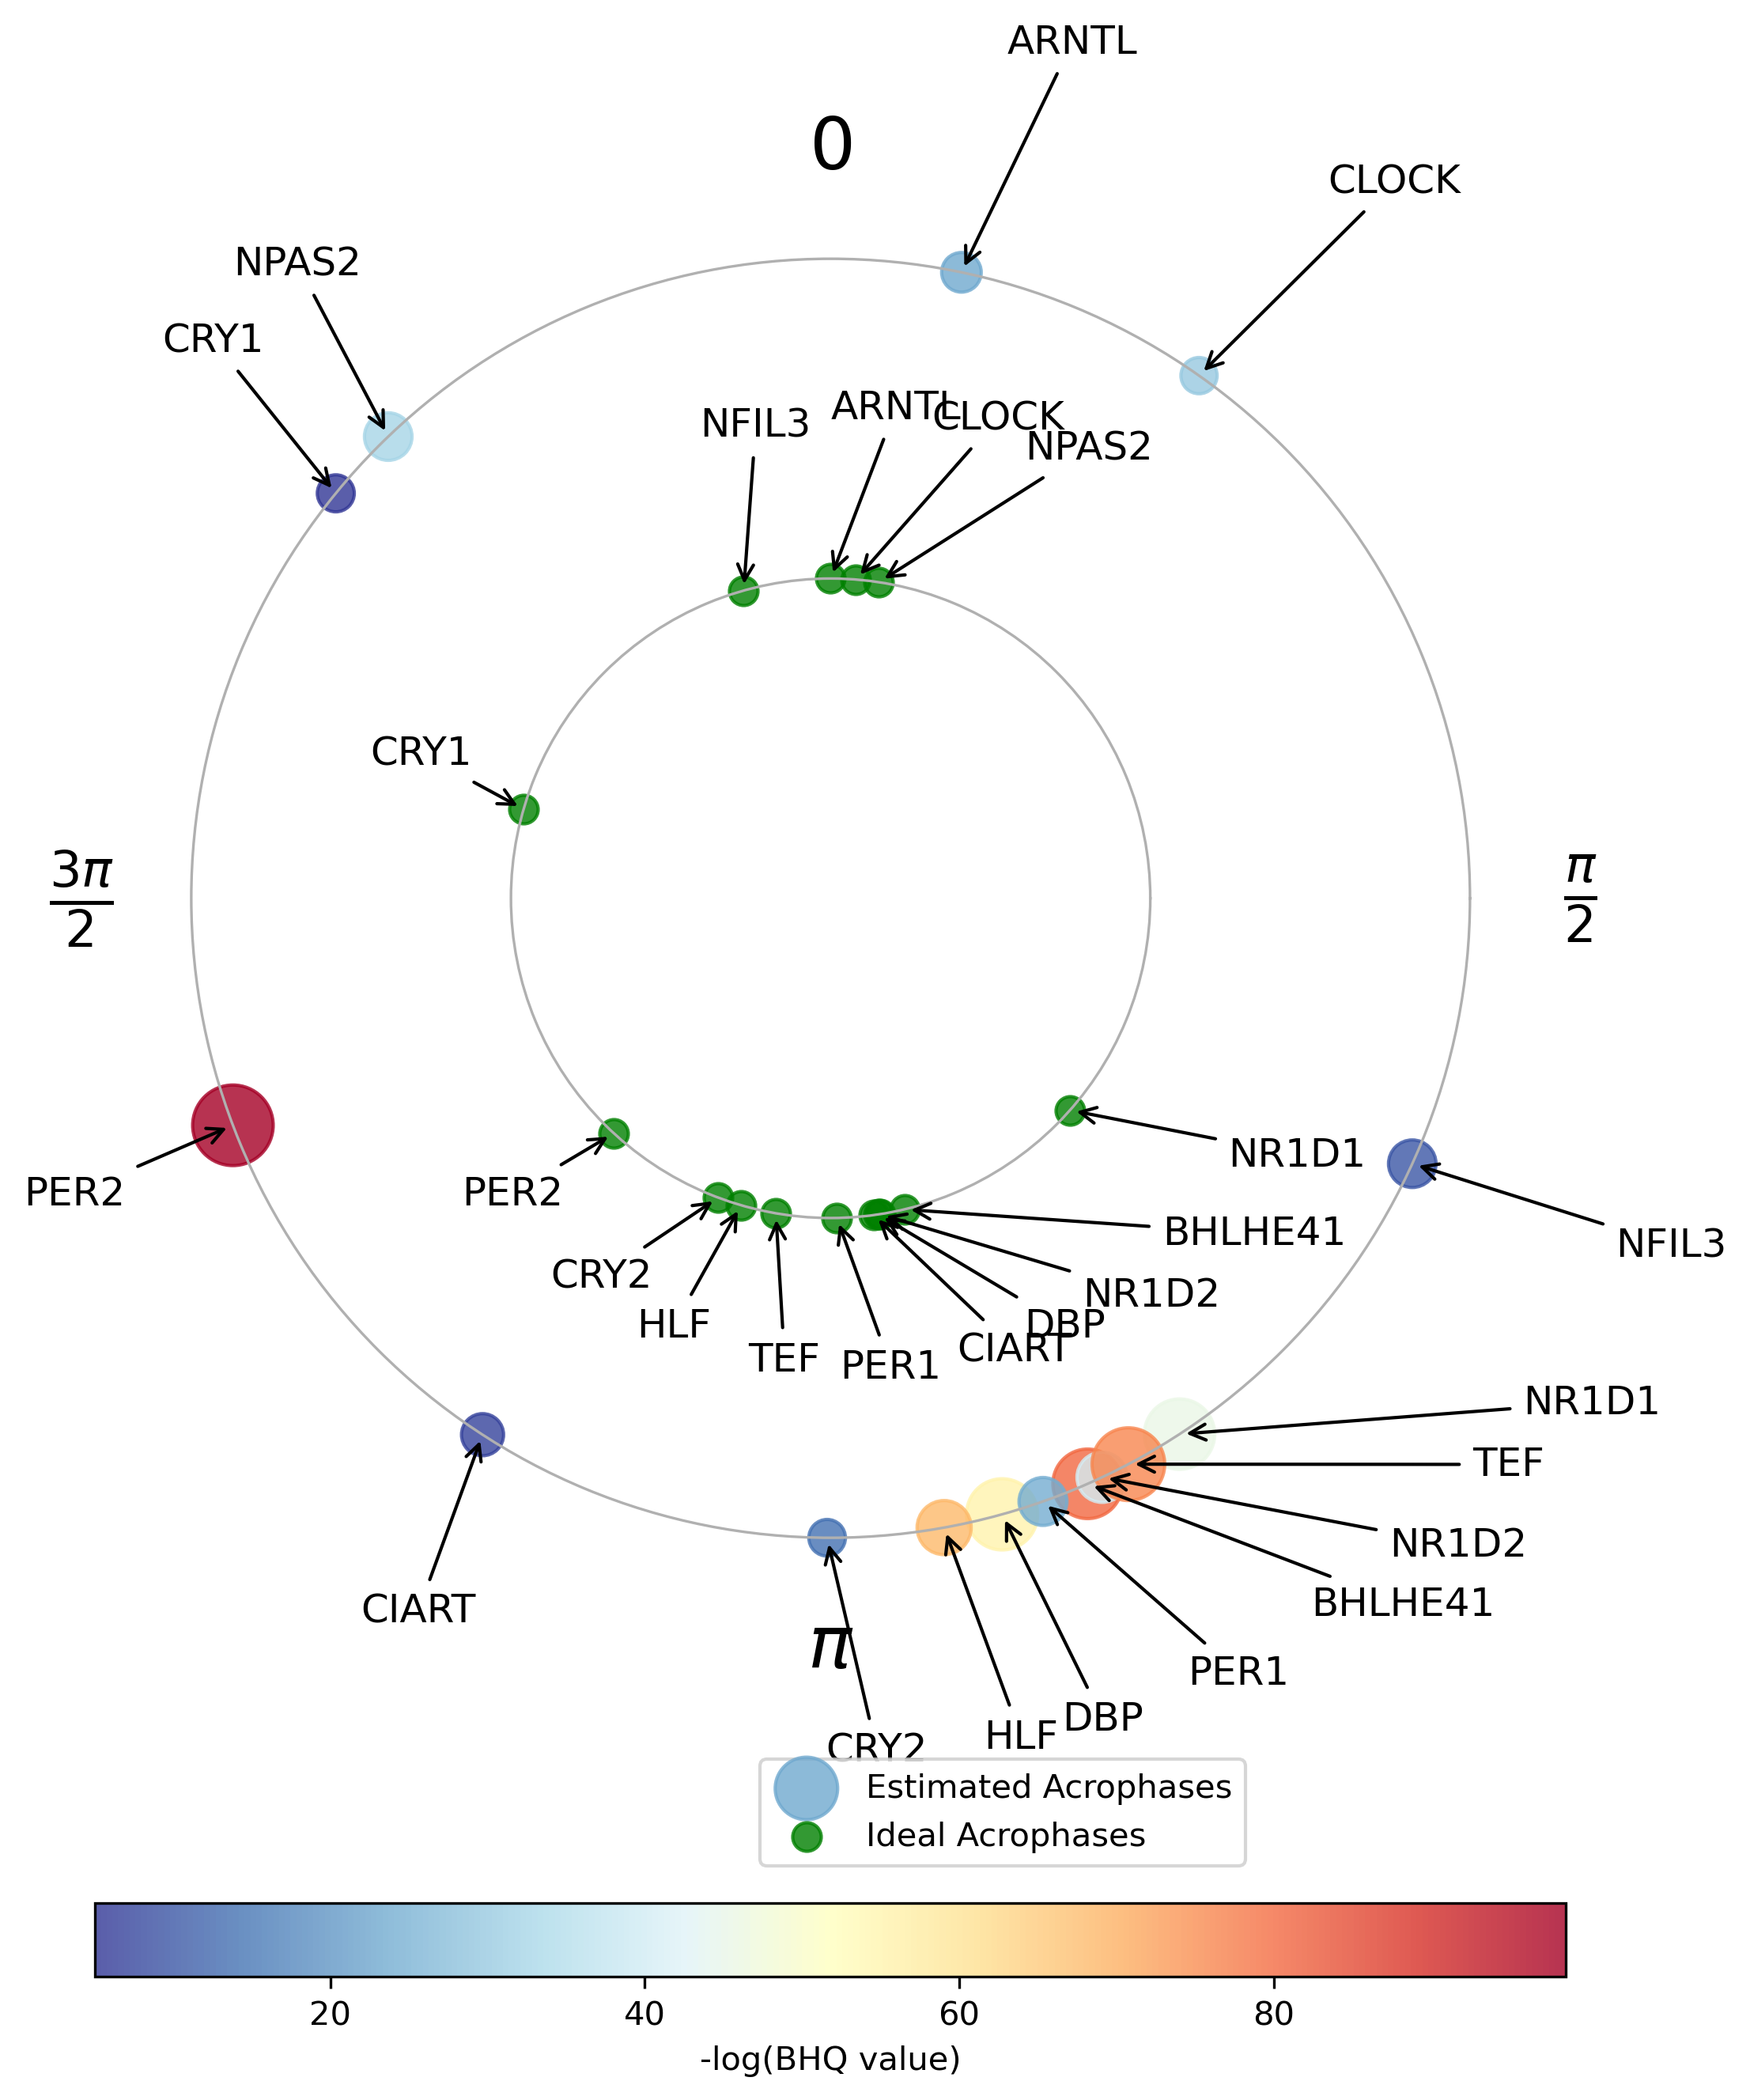 ARNTL
0
CLOCK
NPAS2
CRY1
ARNTL
CLOCK
NFIL3
NPAS2
CRY1
3π
2
π
2
NR1D1
PER2
PER2
BHLHE41
NFIL3
CRY2
NR1D2
HLF
DBP
CIART
TEF
PER1
NR1D1
TEF
NR1D2
BHLHE41
CIART
π
PER1
DBP
HLF
CRY2
Estimated Acrophases
Ideal Acrophases
20 40 60 80
-log(BHQ value)